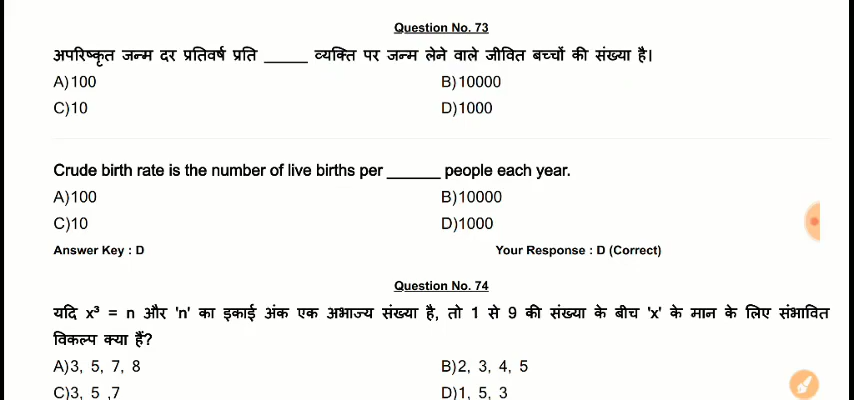 Question No. 73
अपरिष्कृत जन्म दर प्रतिवर्ष प्रति ______ व्यक्ति पर जन्म लेने वाले जीवित बच्चों की संख्या है।
A)100 B)10000
C)10 D)1000
Crude birth rate is the number of live births per _______ people each year.
A)100 B)10000
C)10 D)1000
Answer Key : D Your Response : D (Correct)
Question No. 74
यदि x³ = n और 'n' का इकाई अंक एक अभाज्य संख्या है, तो 1 से 9 की संख्या के बीच 'x' के मान के लिए संभावित
विकल्प क्या हैं?
A)3, 5, 7, 8 B)2, 3, 4, 5
C)3, 5 ,7 D)1, 5, 3